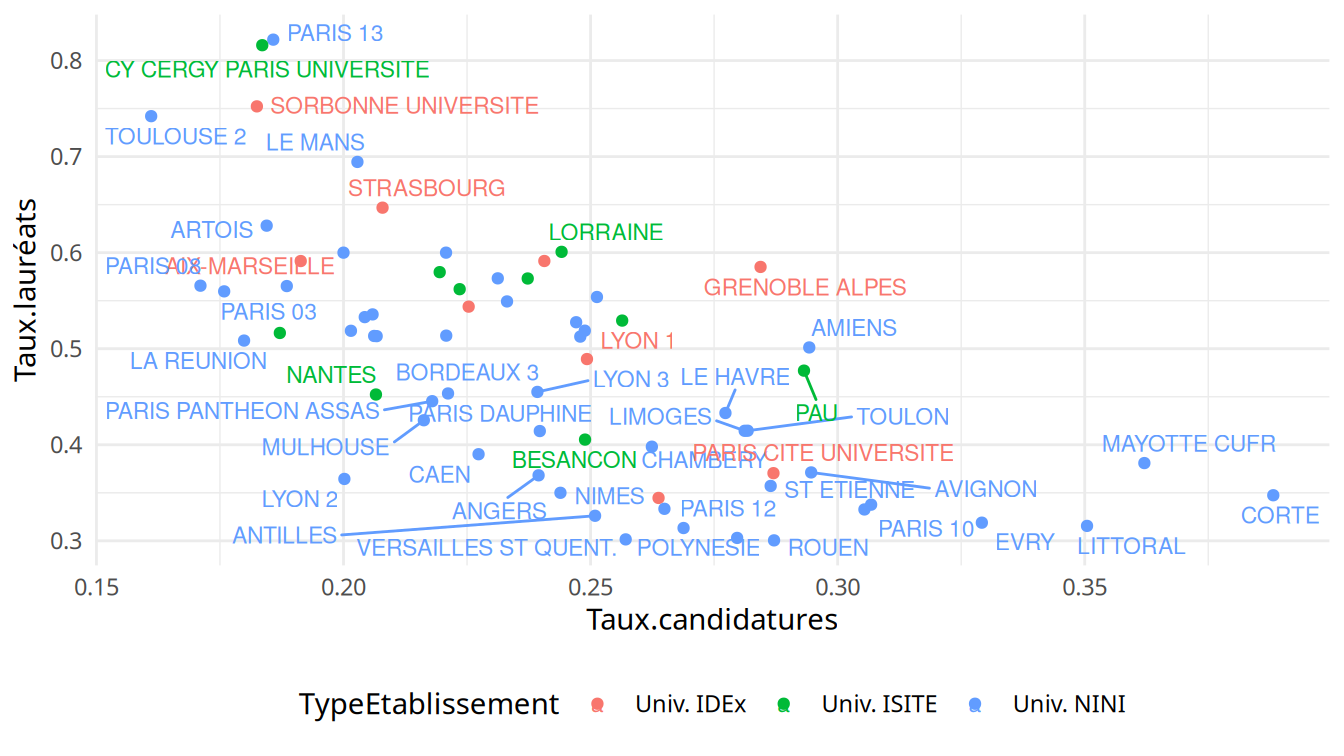 PARIS 13
0.8
CY CERGY PARIS UNIVERSITE
SORBONNE UNIVERSITE
TOULOUSE 2
LE MANS
0.7
STRASBOURG
ARTOIS
LORRAINE
0.6
PARIS 08
AIX-MARSEILLE
GRENOBLE ALPES
PARIS 03
AMIENS
LYON 1
0.5
LA REUNION
NANTES
BORDEAUX 3
LYON 3
LE HAVRE
PARIS PANTHEON ASSAS
PARIS DAUPHINE
LIMOGES
PAU
TOULON
MULHOUSE
0.4
MAYOTTE CUFR
BESANCON
CHAMBERY
PARIS CITE UNIVERSITE
CAEN
LYON 2
NIMES
ST ETIENNE
AVIGNON
ANGERS
PARIS 12
CORTE
ANTILLES
PARIS 10
0.3
VERSAILLES ST QUENT.
POLYNESIE
ROUEN
EVRY
LITTORAL
0.15
0.20
0.25
0.30
0.35
Taux.lauréats
Taux.candidatures
TypeEtablissement
Univ. IDEx
Univ. ISITE
Univ. NINI